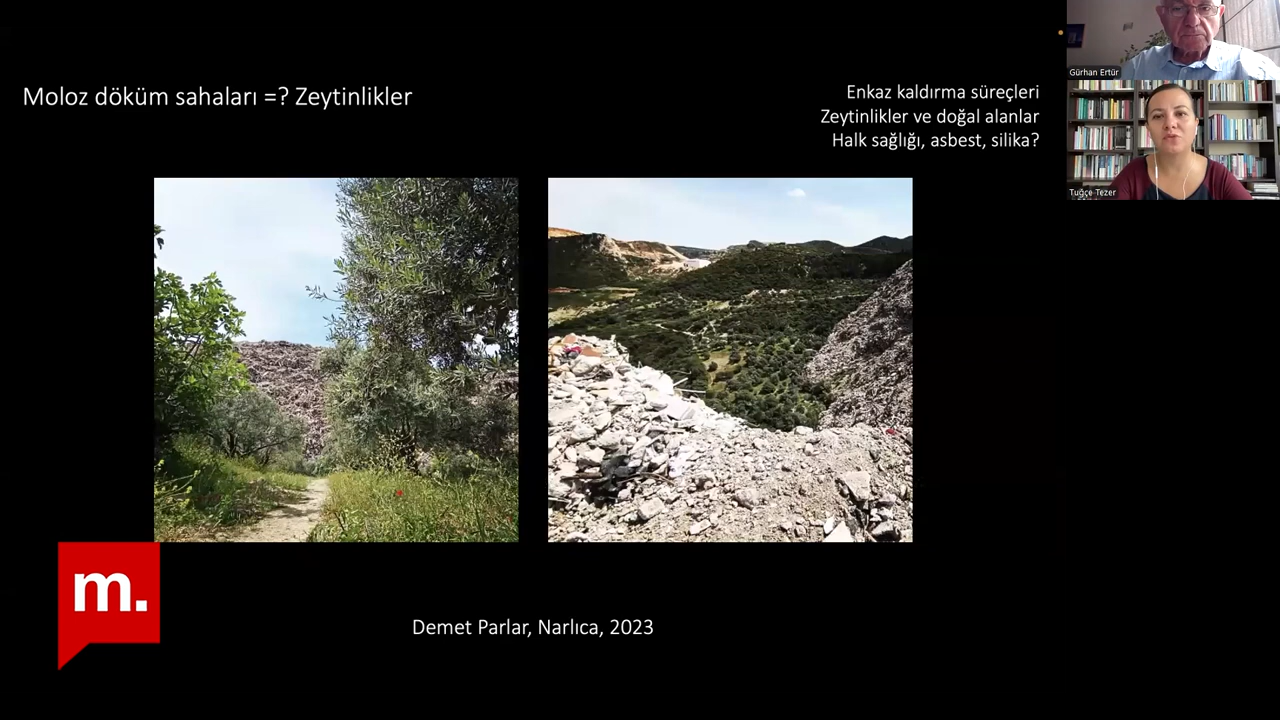 Moloz döküm sahaları =? Zeytinlikler
Enkaz kaldırma süreçleri
Zeytinlikler ve doğal alanlar
Halk sağlığı, asbest, silika?
Gürhan Ertür
Tuğçe Tezer
m.
Demet Parlar, Narlıca, 2023